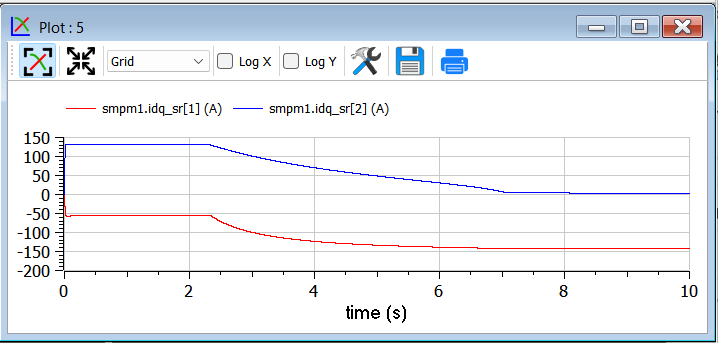 Plot : 5
Grid Log X Log Y
smpm1.idq_sr[1] (A) smpm1.idq_sr[2] (A)
150
100
50
0
-50
-100
-150
-200
0 2 4 6 8 10
time (s)